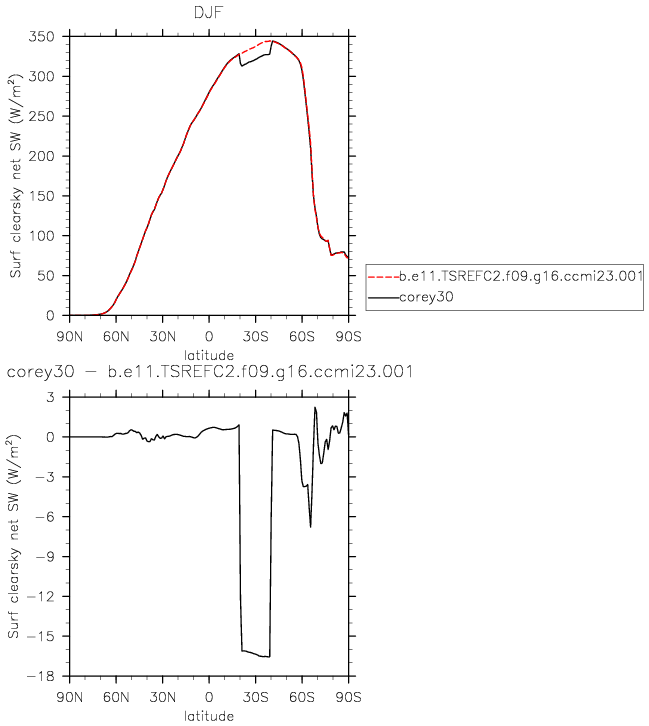 DJF
Surf clearsky net SW (W/m²)
350
300
250
200
150
100
50
0
90N 60N 30N 0 30S 60S 90S
latitude
b.e11.TSREFC2.f09.g16.ccmi23.001
corey30
corey30 − b.e11.TSREFC2.f09.g16.ccmi23.001
Surf clearsky net SW (W/m²)
3
0
−3
−6
−9
−12
−15
−18
90N 60N 30N 0 30S 60S 90S
latitude